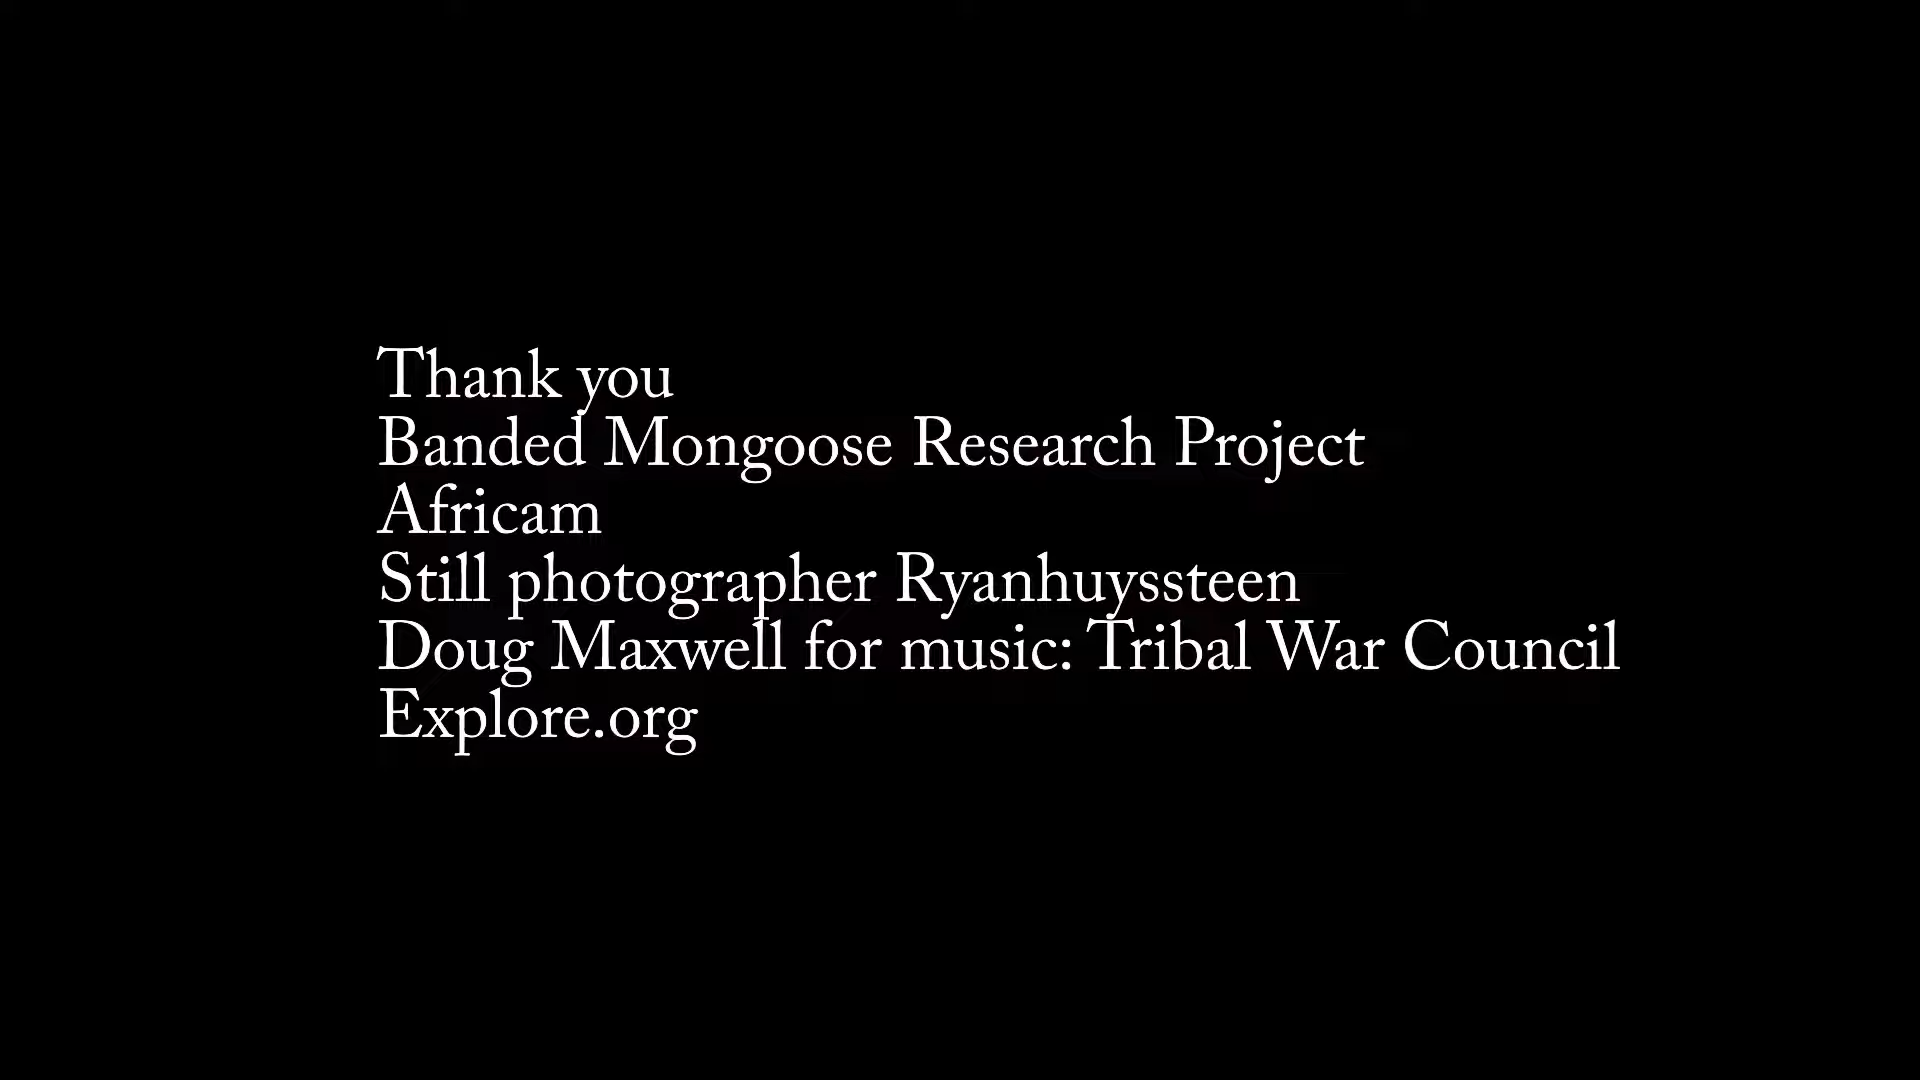 Thank you
Banded Mongoose Research Project
Africam
Still photographer Ryanhuyssteen
Doug Maxwell for music: Tribal War Council
Explore.org